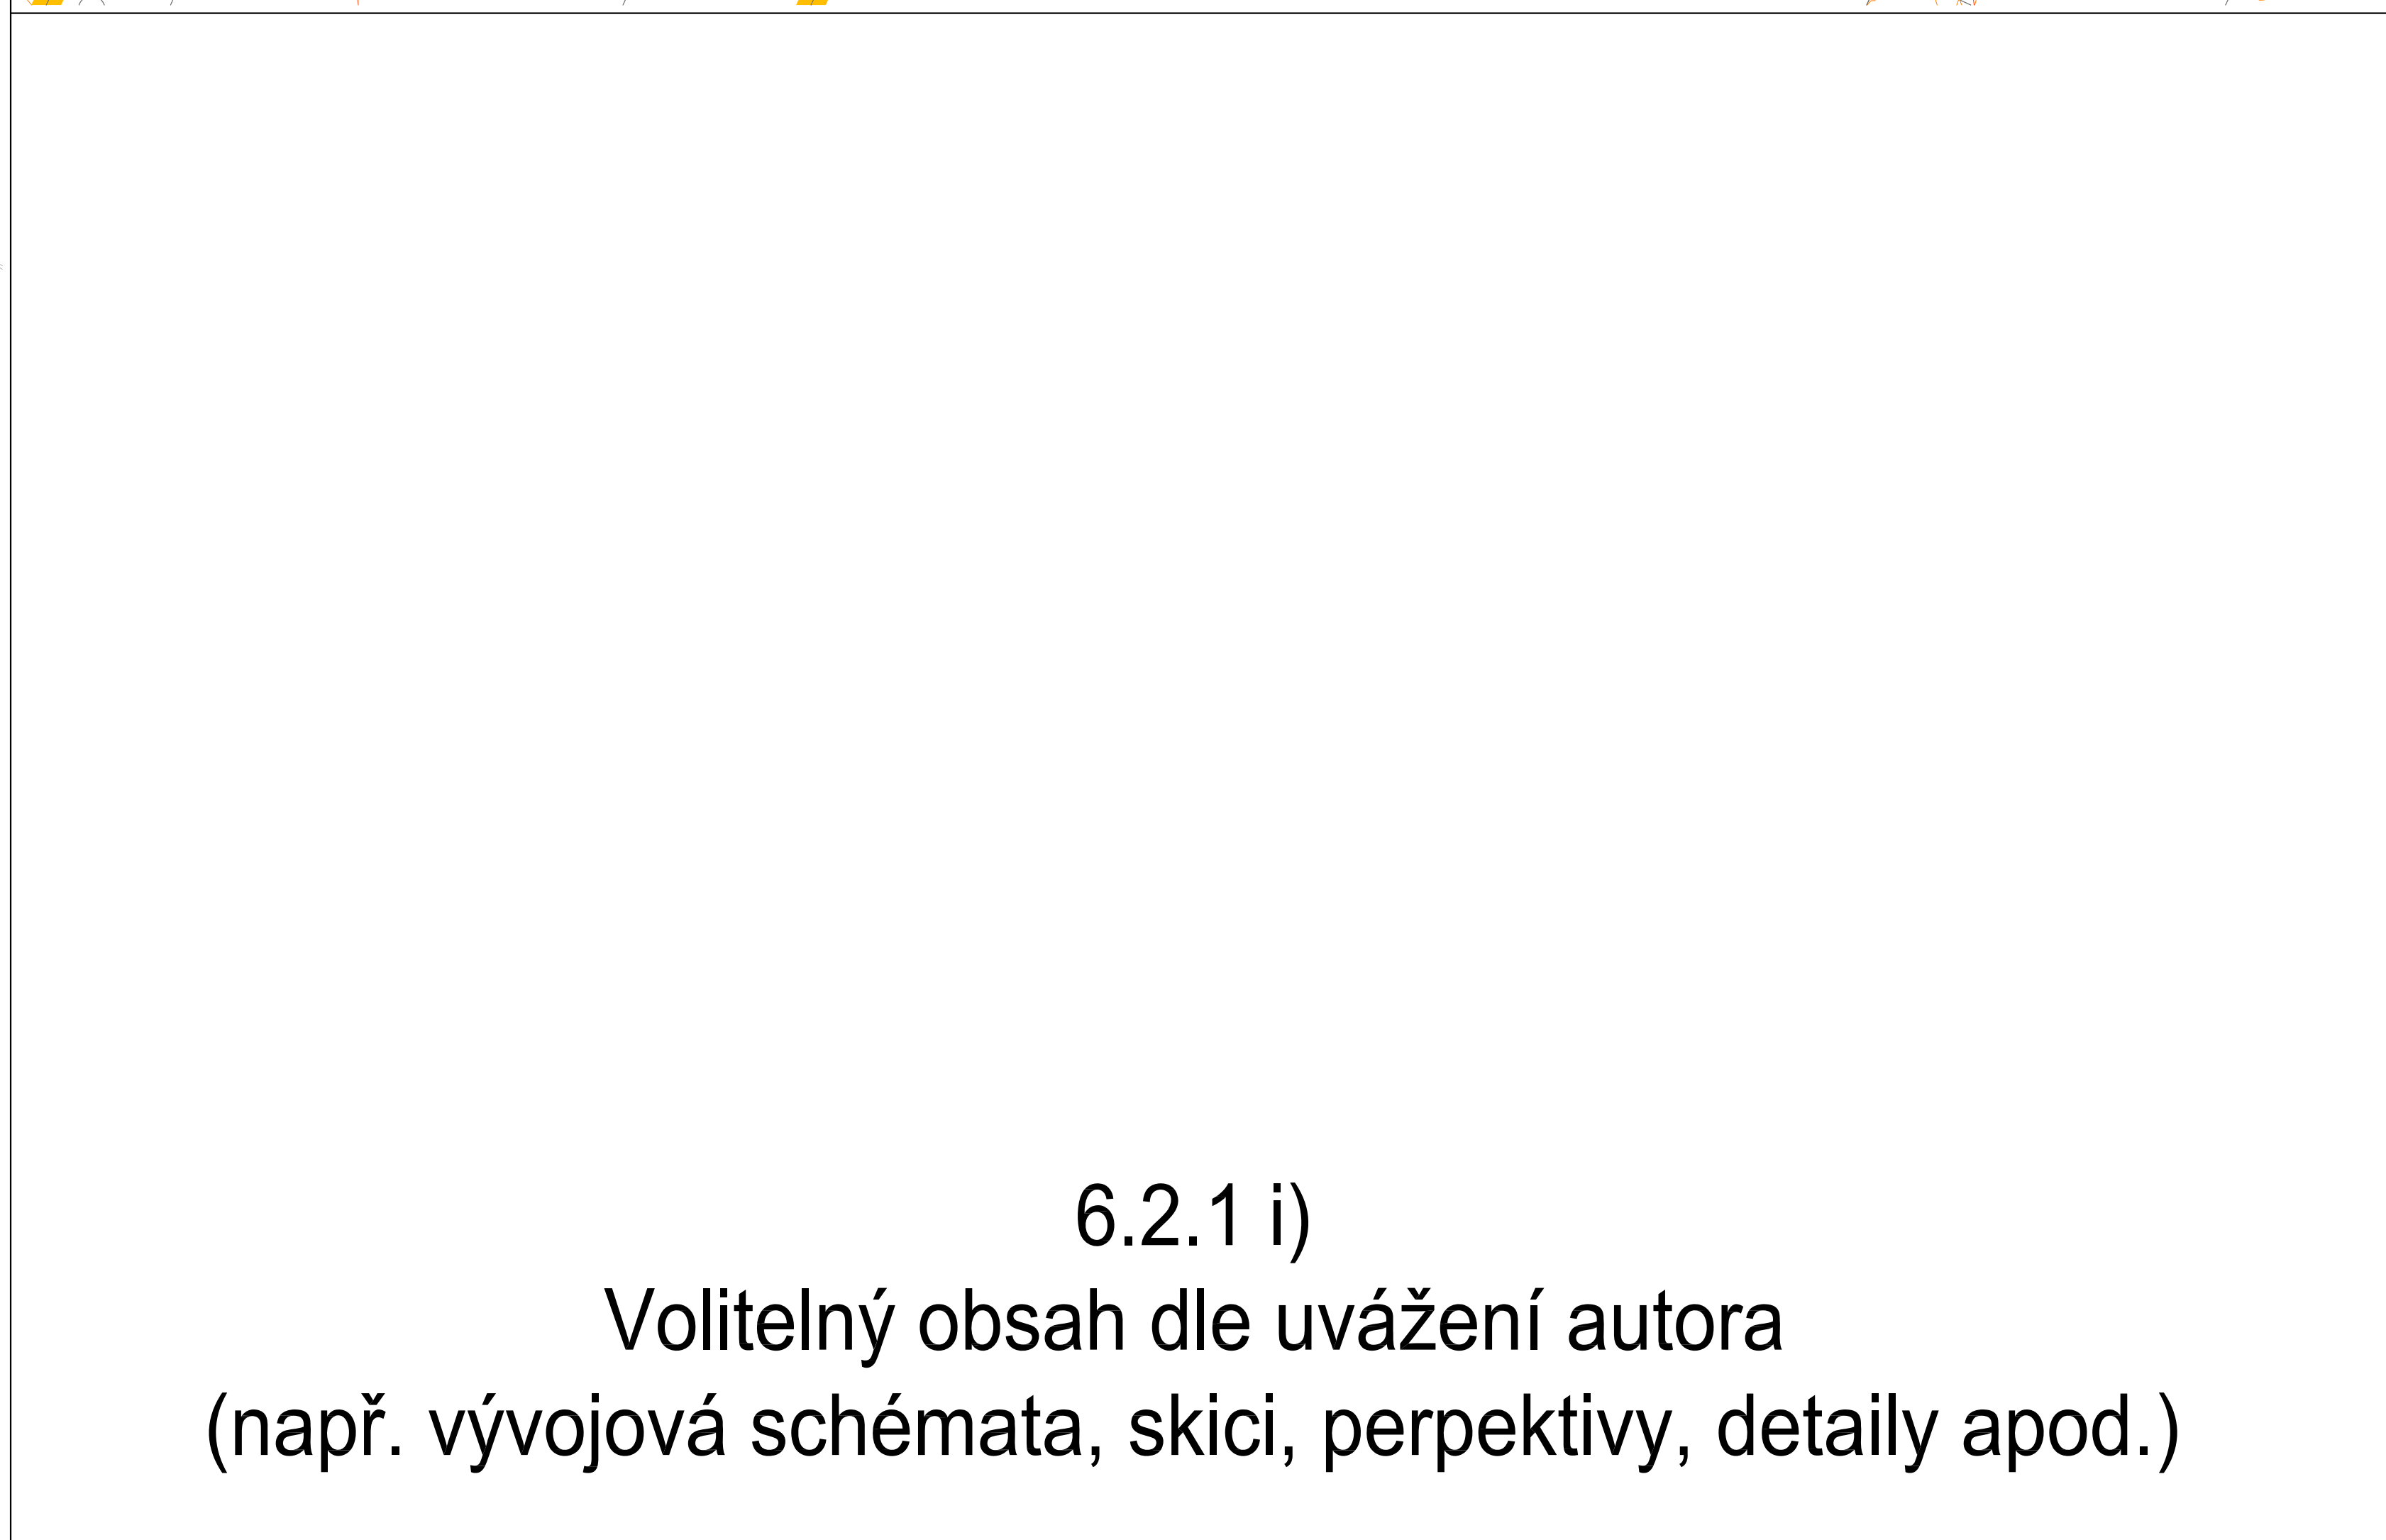 6.2.1 i)
Volitelný obsah dle uvážení autora
(např. vývojová schémata, skici, perpektivy, detaily apod.)